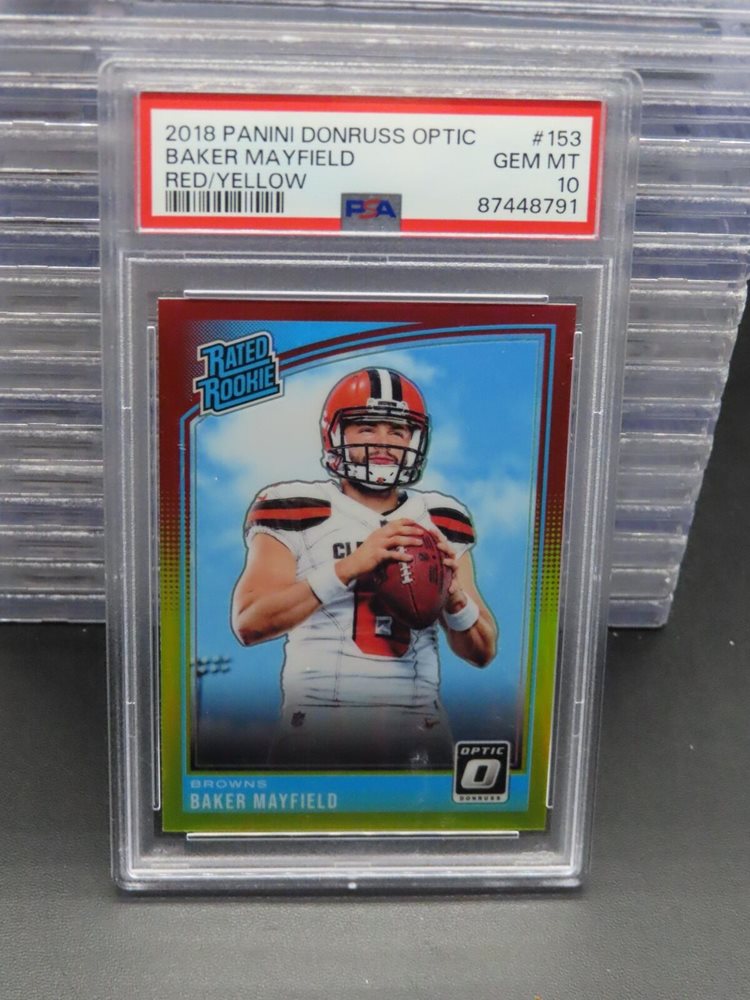 2018 PANINI DONRUSS OPTIC #153
BAKER MAYFIELD GEM MT
RED/YELLOW 10
PSA 87448791
RATED
ROOKIE
CLE
OPTIC
DONRUSS
BROWNS
BAKER MAYFIELD